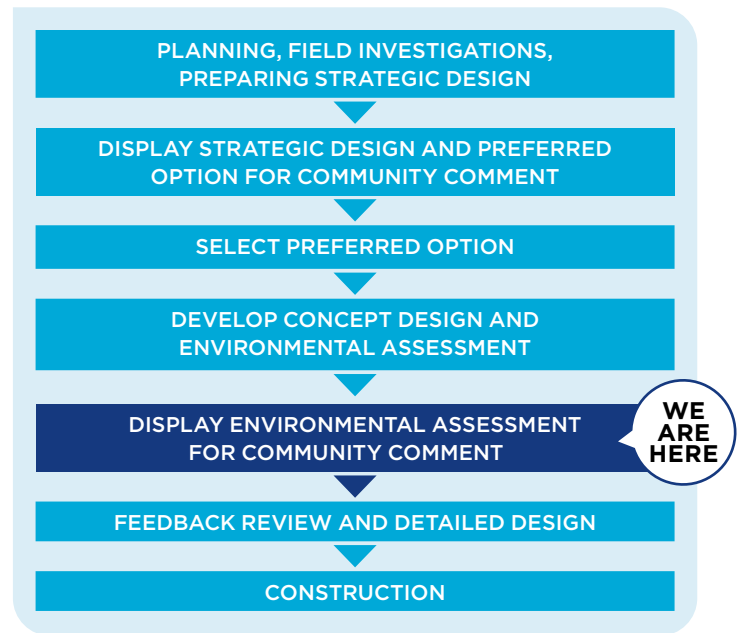 PLANNING, FIELD INVESTIGATIONS,
PREPARING STRATEGIC DESIGN
DISPLAY STRATEGIC DESIGN AND PREFERRED
OPTION FOR COMMUNITY COMMENT
SELECT PREFERRED OPTION
DEVELOP CONCEPT DESIGN AND
ENVIRONMENTAL ASSESSMENT
DISPLAY ENVIRONMENTAL ASSESSMENT
FOR COMMUNITY COMMENT
WE
ARE
HERE
FEEDBACK REVIEW AND DETAILED DESIGN
CONSTRUCTION